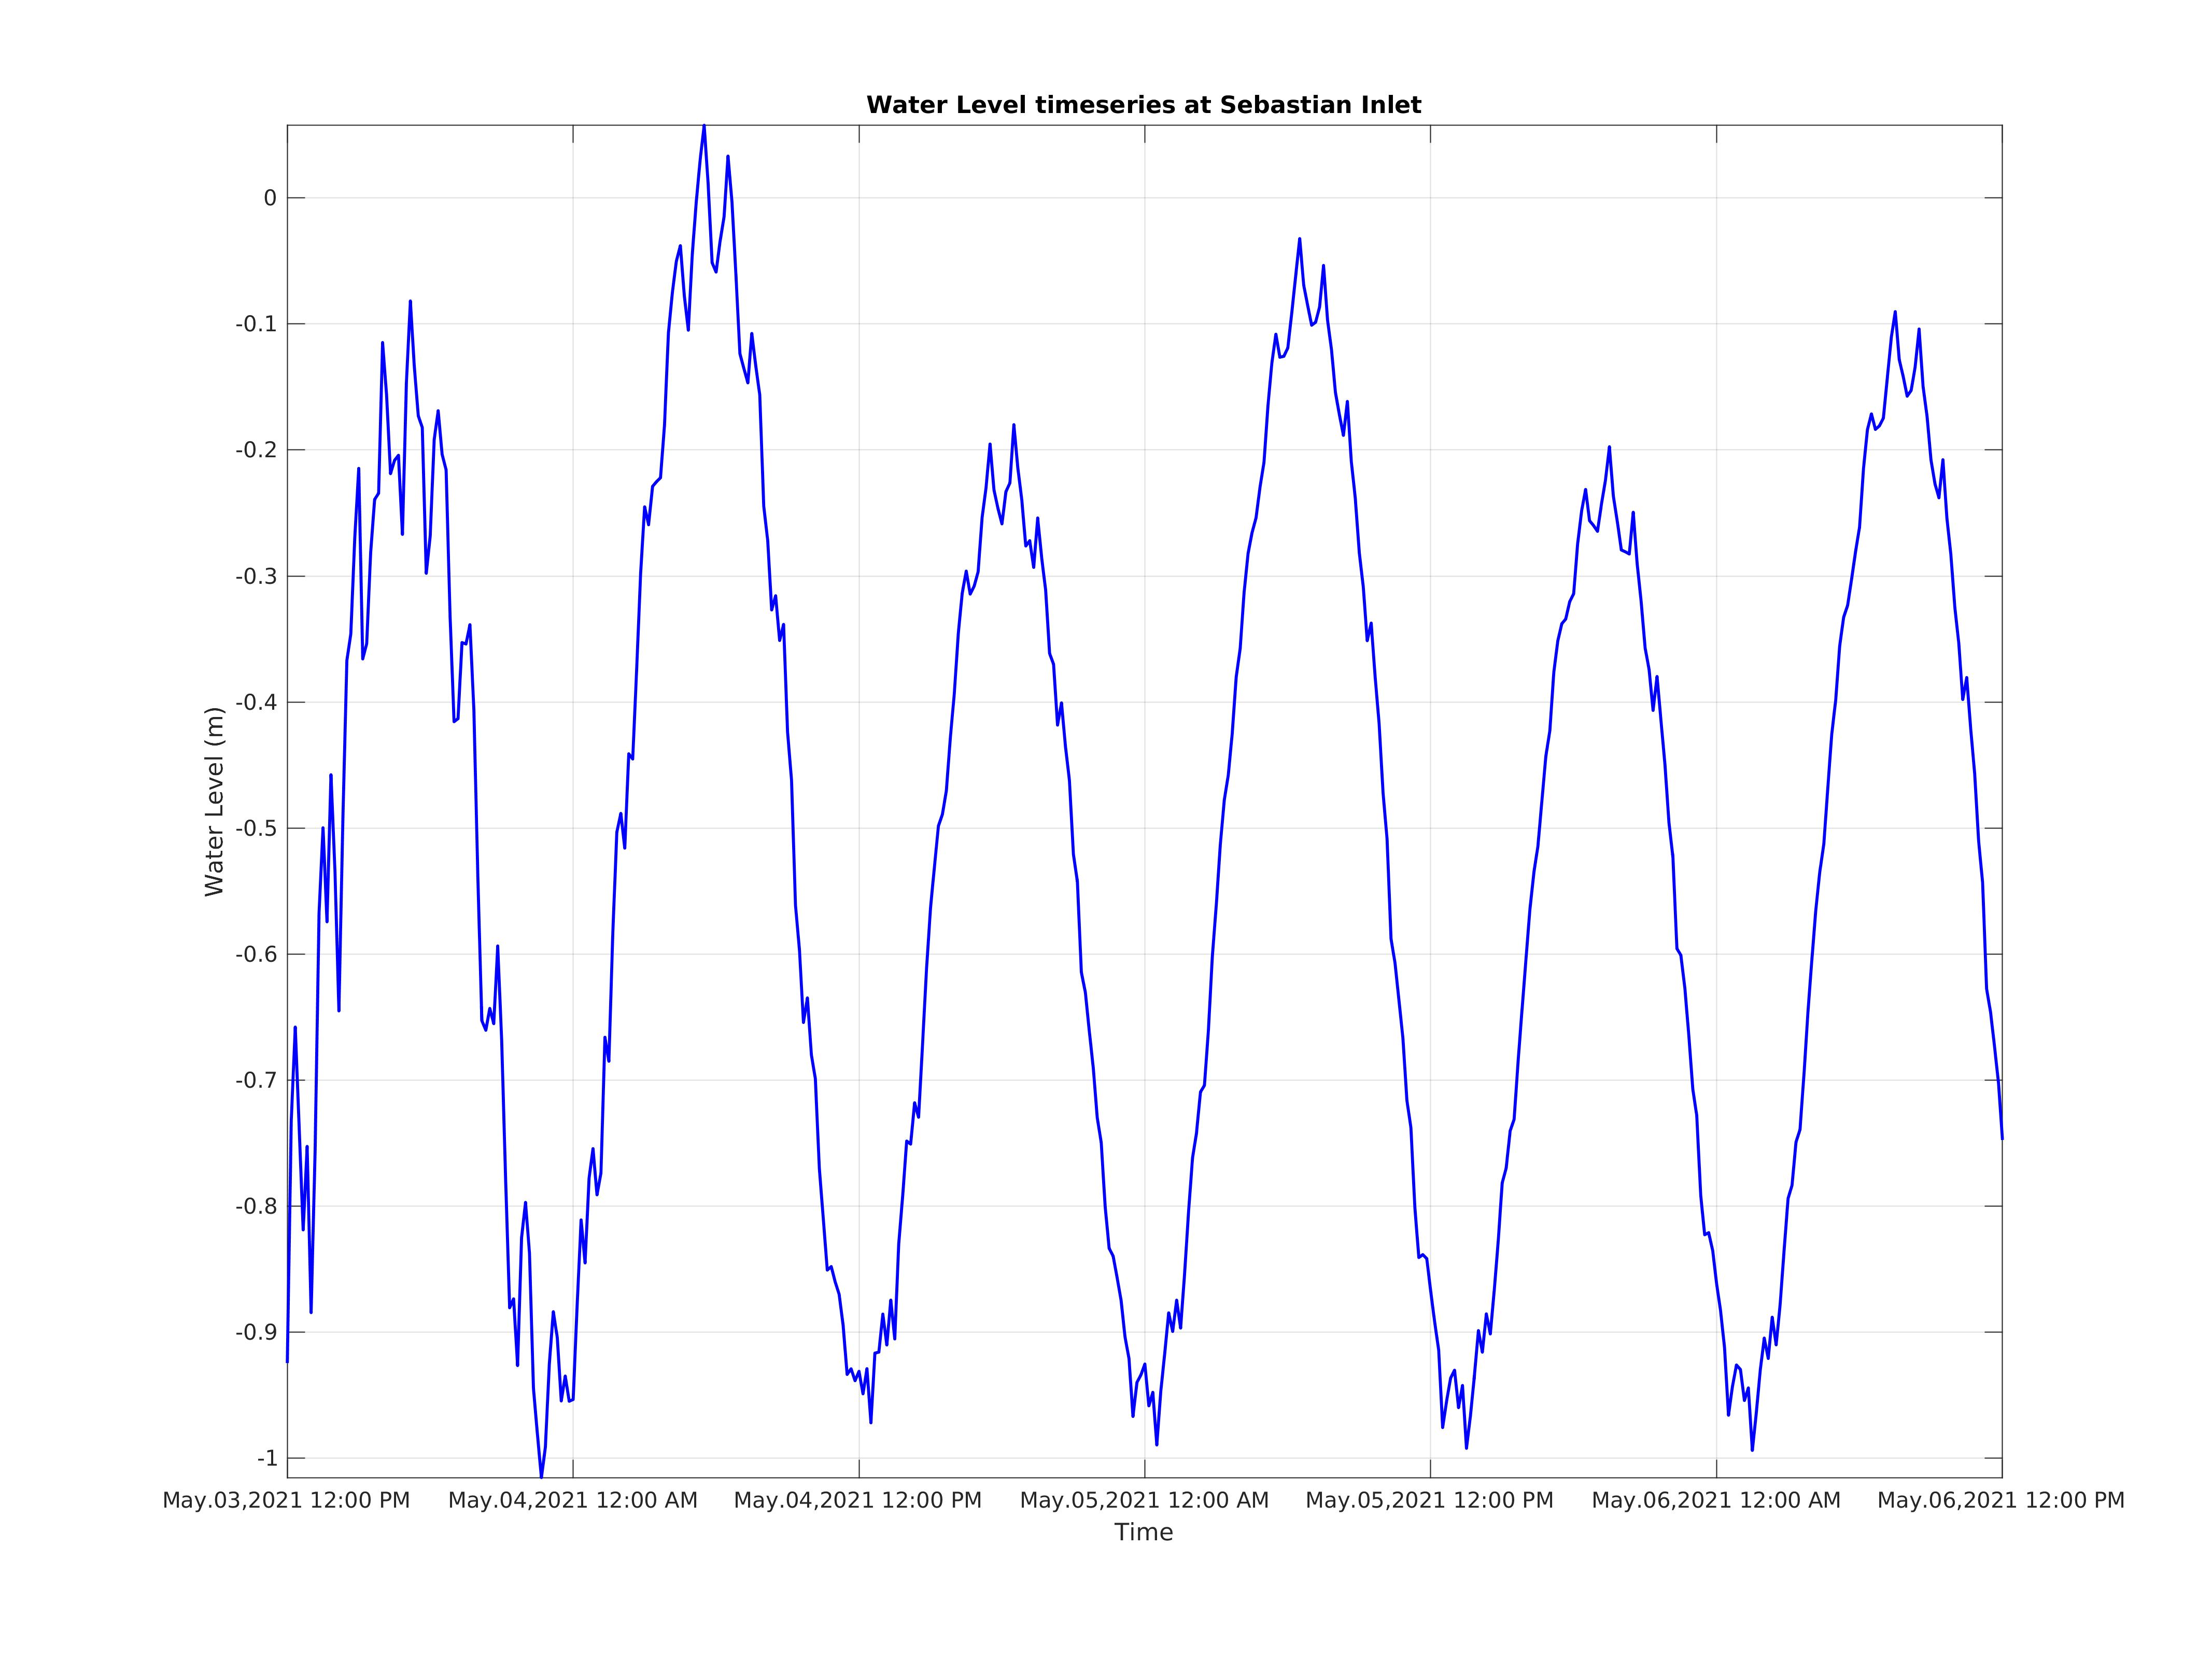 Water Level timeseries at Sebastian Inlet
0
-0.1
-0.2
-0.3
-0.4
-0.5
-0.6
-0.7
-0.8
-0.9
-1
Water Level (m)
May.03,2021 12:00 PM
May.04,2021 12:00 AM
May.04,2021 12:00 PM
May.05,2021 12:00 AM
May.05,2021 12:00 PM
May.06,2021 12:00 AM
May.06,2021 12:00 PM
Time